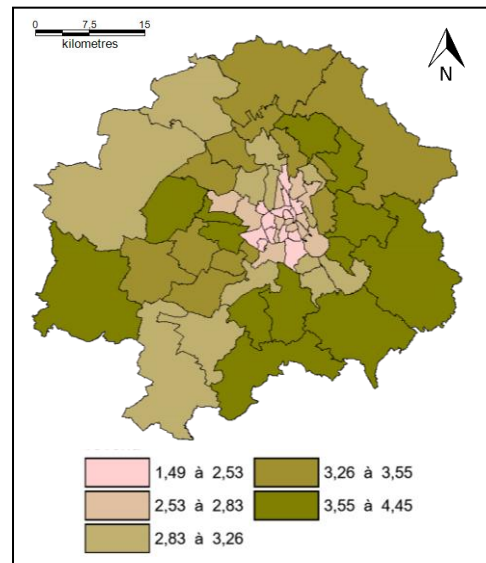 0 7,5 15
kilometres
N
1,49 à 2,53
2,53 à 2,83
2,83 à 3,26
3,26 à 3,55
3,55 à 4,45